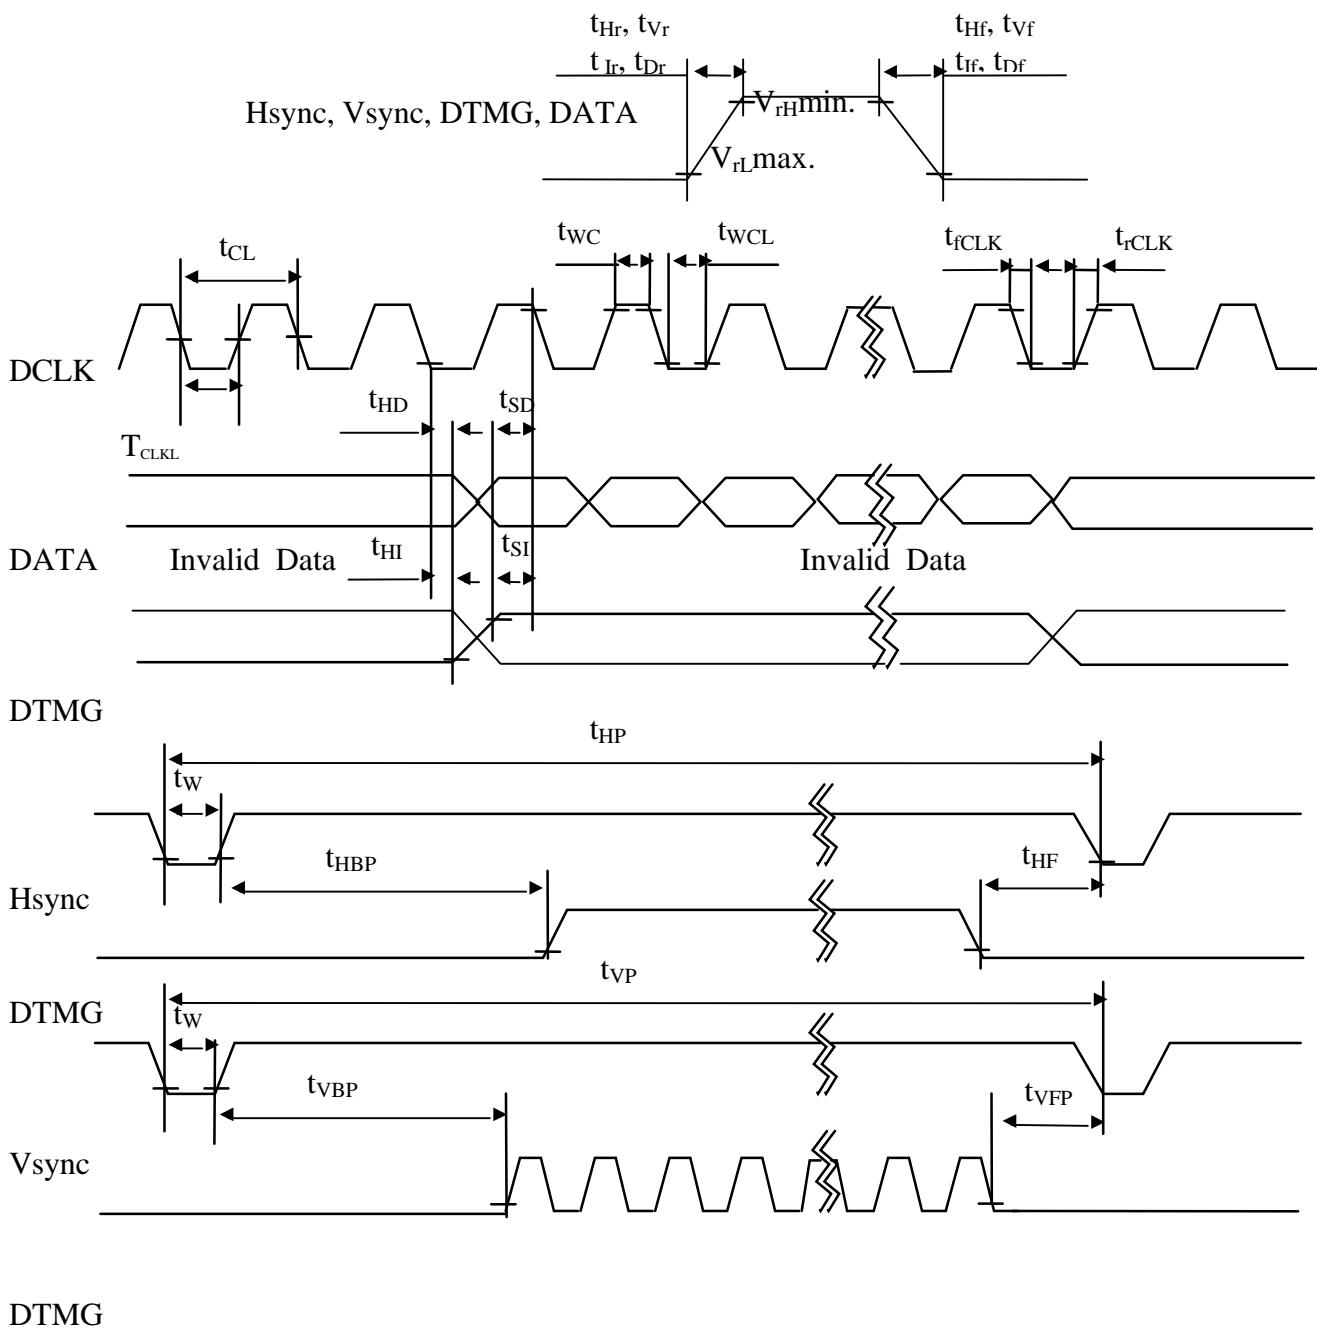 tHr, tVr
tHf, tVf
t Ir, tDr
tIf, tDf
Hsync, Vsync, DTMG, DATA
VrHmin.
VrLmax.
tCL
tWC
tWCL
tfCLK
trCLK
DCLK
tHD
tSD
TCLKL
DATA
Invalid Data
tHI
tSI
Invalid Data
DTMG
tHP
tW
tHBP
tHF
Hsync
tVP
DTMG
tW
tVBP
tVFP
Vsync
DTMG